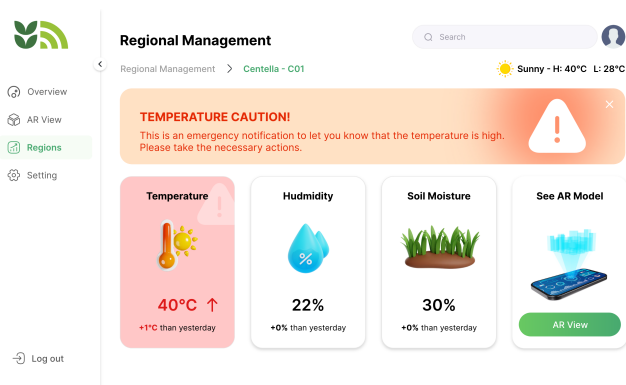 Regional Management
Search
Regional Management > Centella - C01
Sunny - H: 40°C L: 28°C
Overview
AR View
Regions
Setting
Log out
TEMPERATURE CAUTION!
This is an emergency notification to let you know that the temperature is high.
Please take the necessary actions.
Temperature
40°C ↑
+1°C than yesterday
Hudmidity
%
22%
+0% than yesterday
Soil Moisture
30%
+0% than yesterday
See AR Model
AR View